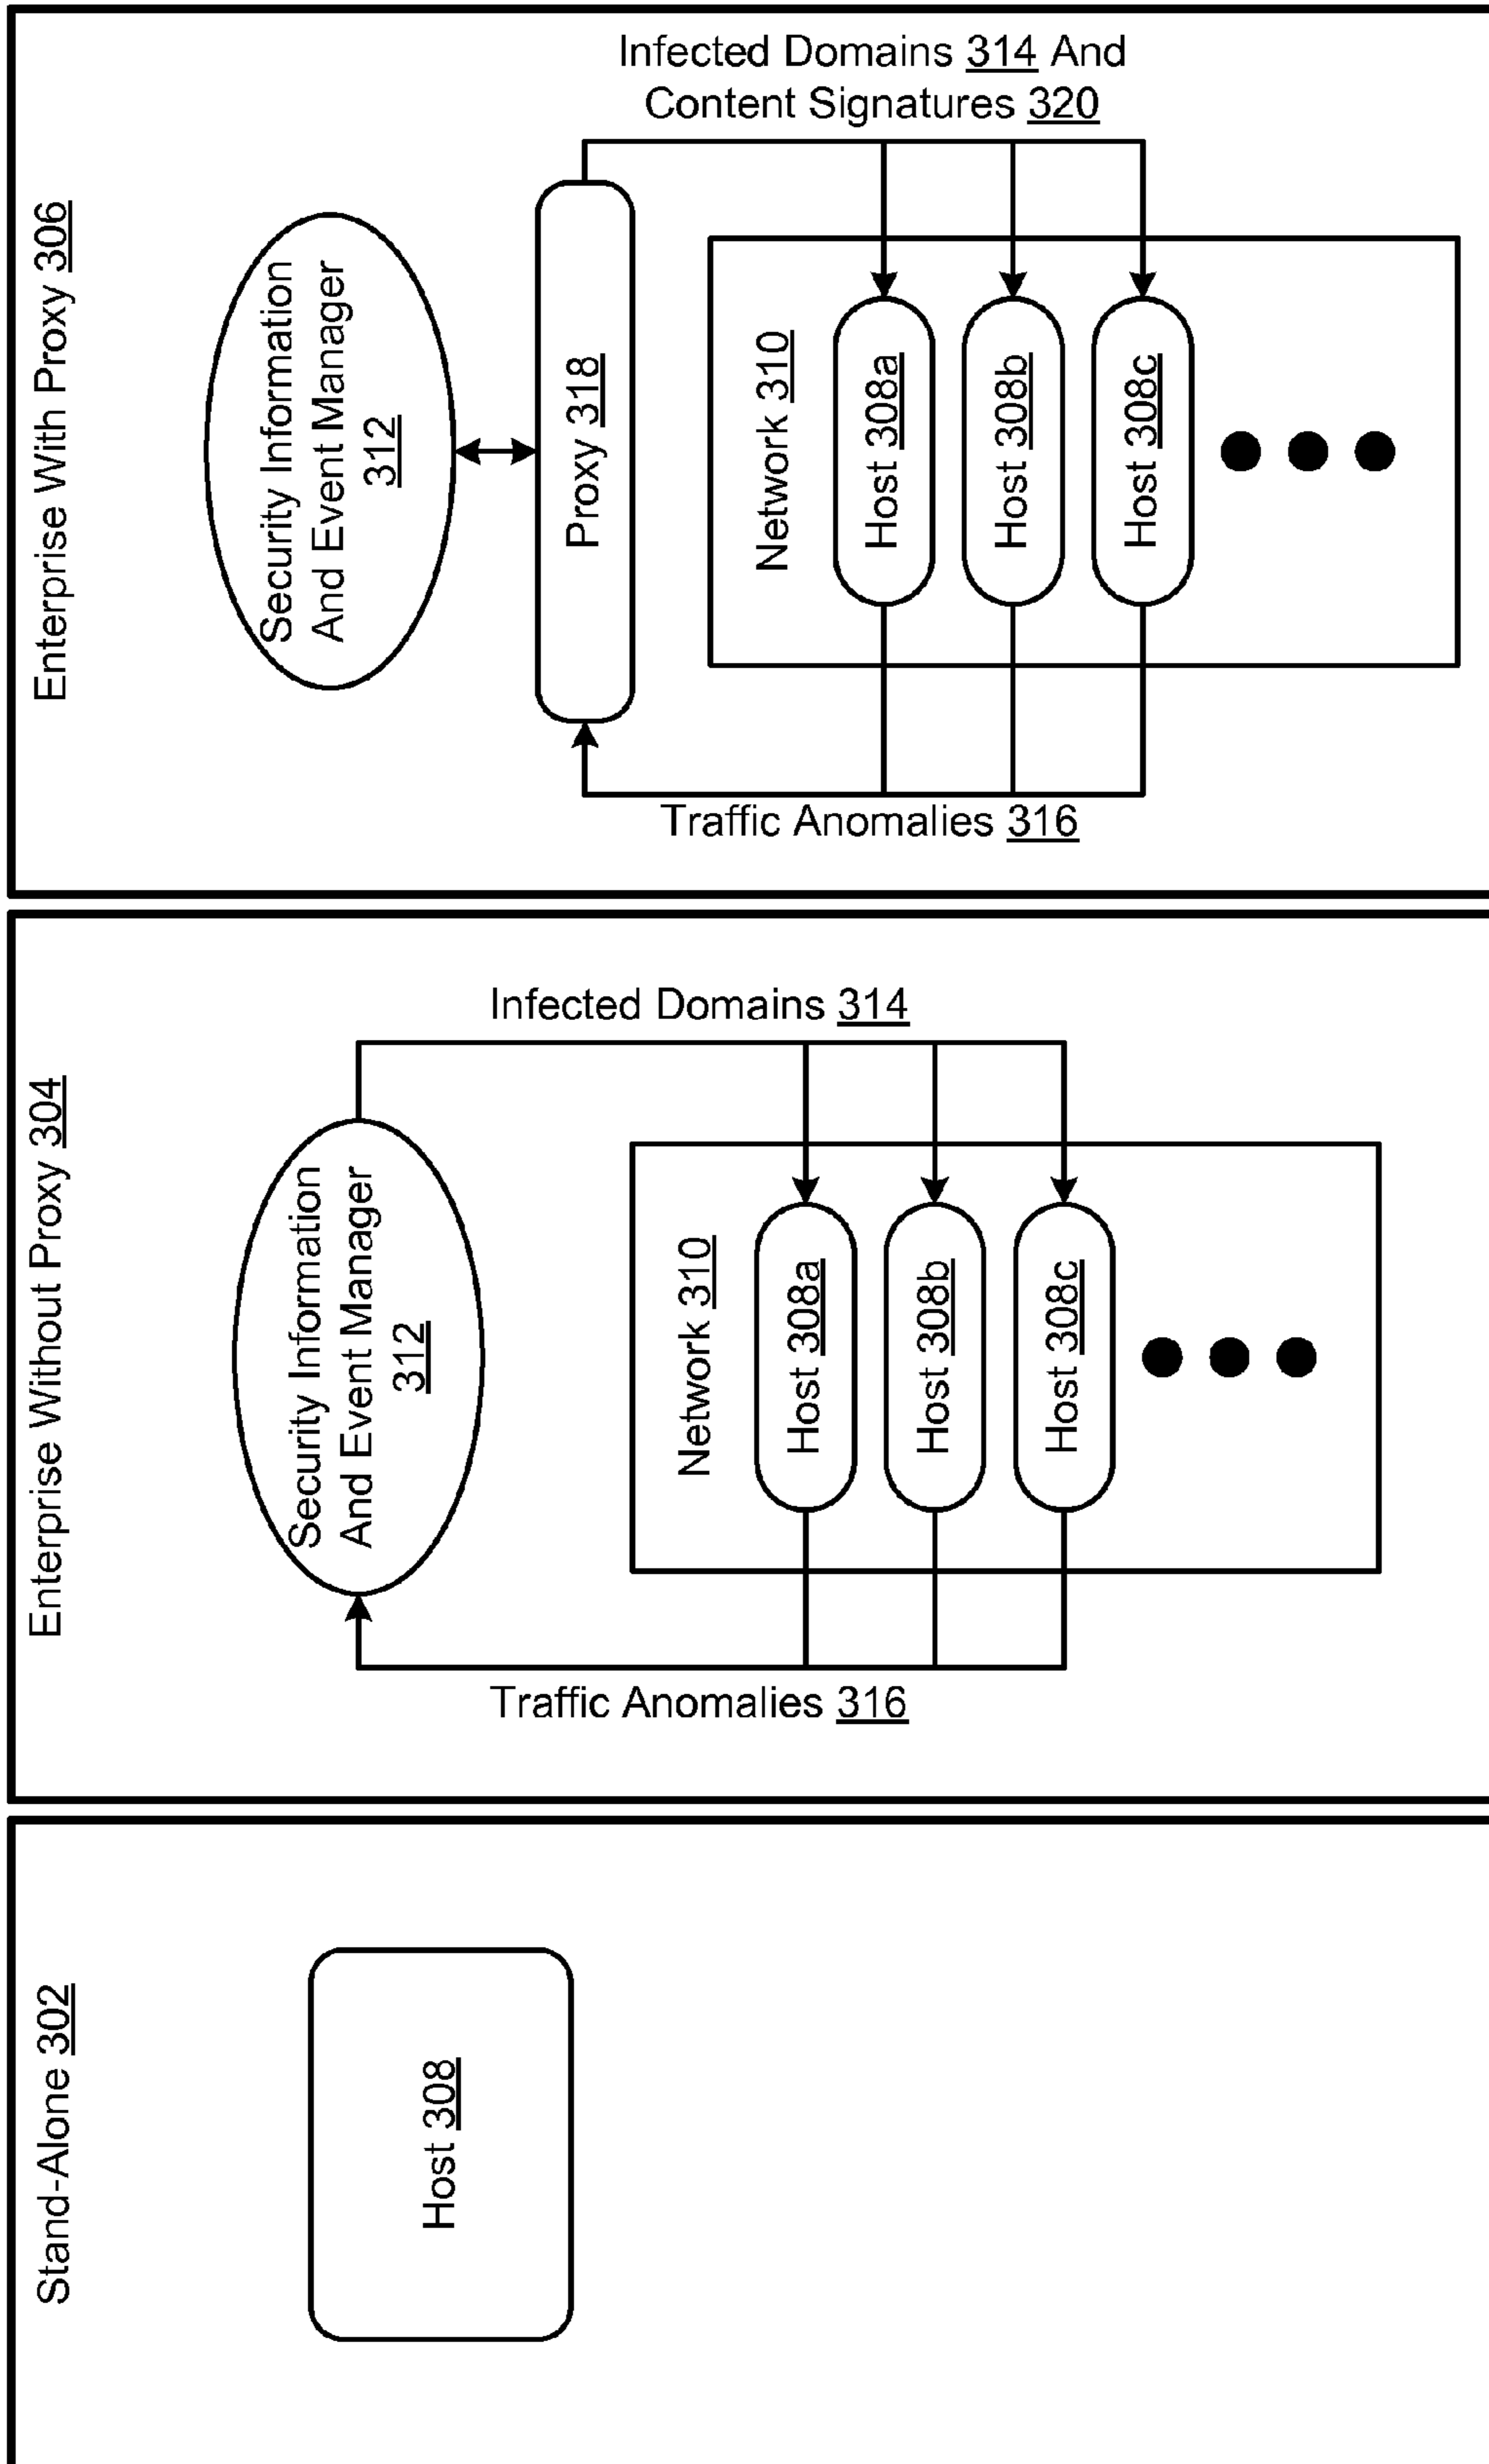 Stand-Alone 302
Host 308
Enterprise Without Proxy 304
Security Information
And Event Manager
312
Infected Domains 314
Traffic Anomalies 316
Network 310
Host 308a
Host 308b
Host 308c
Enterprise With Proxy 306
Security Information
And Event Manager
312
Infected Domains 314 And
Content Signatures 320
Proxy 318
Traffic Anomalies 316
Network 310
Host 308a
Host 308b
Host 308c